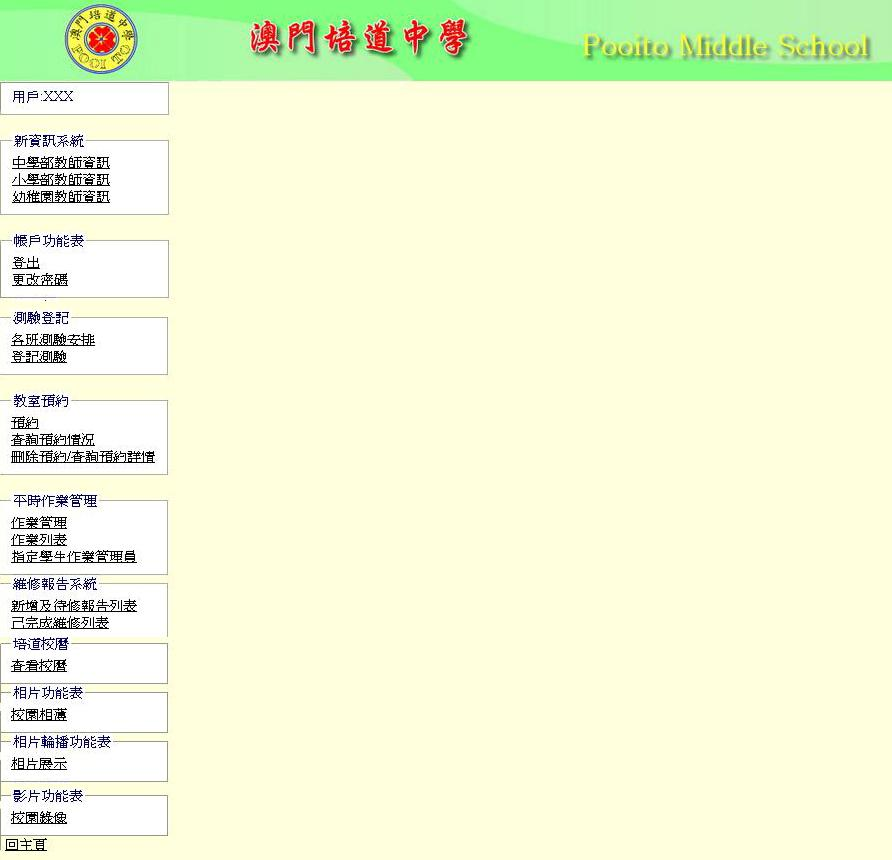 澳門培道中學
POOI TO
澳門培道中學
Pooito Middle School
用戶:XXX
新資訊系統
中學部教師資訊
小學部教師資訊
幼稚園教師資訊
帳戶功能表
登出
更改密碼
測驗登記
各班測驗安排
登記測驗
教室預約
預約
查詢預約情況
刪除預約/查詢預約詳情
平時作業管理
作業管理
作業列表
指定學生作業管理員
維修報告系統
新增及待修報告列表
己完成維修列表
培道校曆
查看校曆
相片功能表
校園相薄
相片輪播功能表
相片展示
影片功能表
校園錄像
回主頁